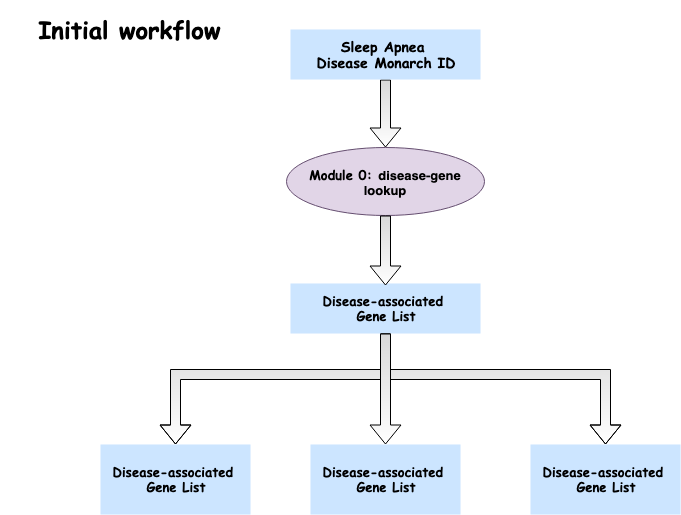 Initial workflow
Sleep Apnea
Disease Monarch ID
Module 0: disease-gene
lookup
Disease-associated
Gene List
Disease-associated
Gene List
Disease-associated
Gene List
Disease-associated
Gene List